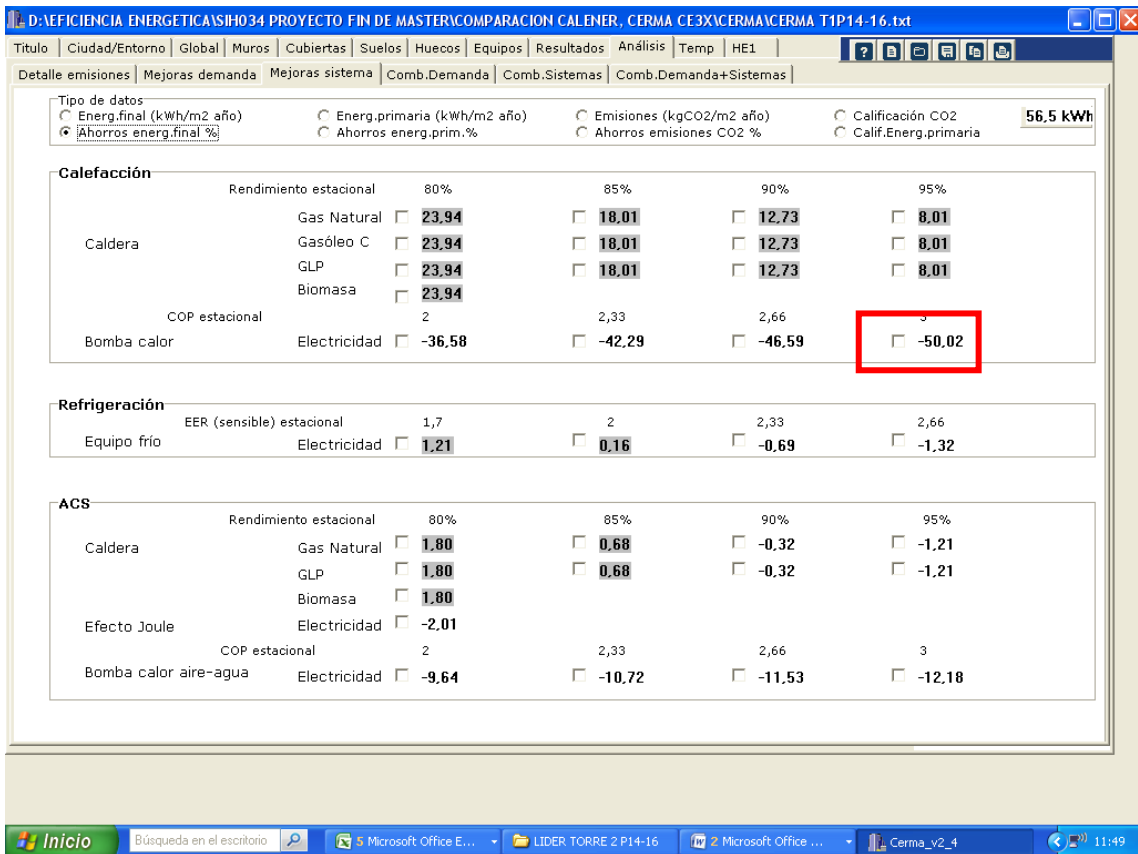 D:\EFICIENCIA ENERGETICA\SIH034 PROYECTO FIN DE MASTER\COMPARACION CALENER, CERMA CE3X\CERMA\CERMA T1P14-16.txt
Titulo Ciudad/Entorno Global Muros Cubiertas Suelos Huecos Equipos Resultados Análisis Temp HE1 ?
Detalle emisiones Mejoras demanda Mejoras sistema Comb.Demanda Comb.Sistemas Comb.Demanda+Sistemas
Tipo de datos
Energ.final (kWh/m2 año) Energ.primaria (kWh/m2 año) Emisiones (kgCO2/m2 año) Calificación CO2 56,5 kWh
Ahorros energ.final % Ahorros energ.prim.% Ahorros emisiones CO2 % Calif.Energ.primaria
Calefacción
Rendimiento estacional 80% 85% 90% 95%
Gas Natural 23,94 18,01 12,73 8,01
Caldera Gasóleo C 23,94 18,01 12,73 8,01
GLP 23,94 18,01 12,73 8,01
Biomasa 23,94
COP estacional 2 2,33 2,66
Bomba calor Electricidad -36,58 -42,29 -46,59 -50,02
Refrigeración
EER (sensible) estacional 1,7 2 2,33 2,66
Equipo frío Electricidad 1,21 0,16 -0,69 -1,32
ACS
Rendimiento estacional 80% 85% 90% 95%
Caldera Gas Natural 1,80 0,68 -0,32 -1,21
GLP 1,80 0,68 -0,32 -1,21
Biomasa 1,80
Efecto Joule Electricidad -2,01
COP estacional 2 2,33 2,66 3
Bomba calor aire-agua Electricidad -9,64 -10,72 -11,53 -12,18
Inicio Búsqueda en el escritorio 5 Microsoft Office E... LIDER TORRE 2 P14-16 2 Microsoft Office ... Cerma_v2_4 11:49